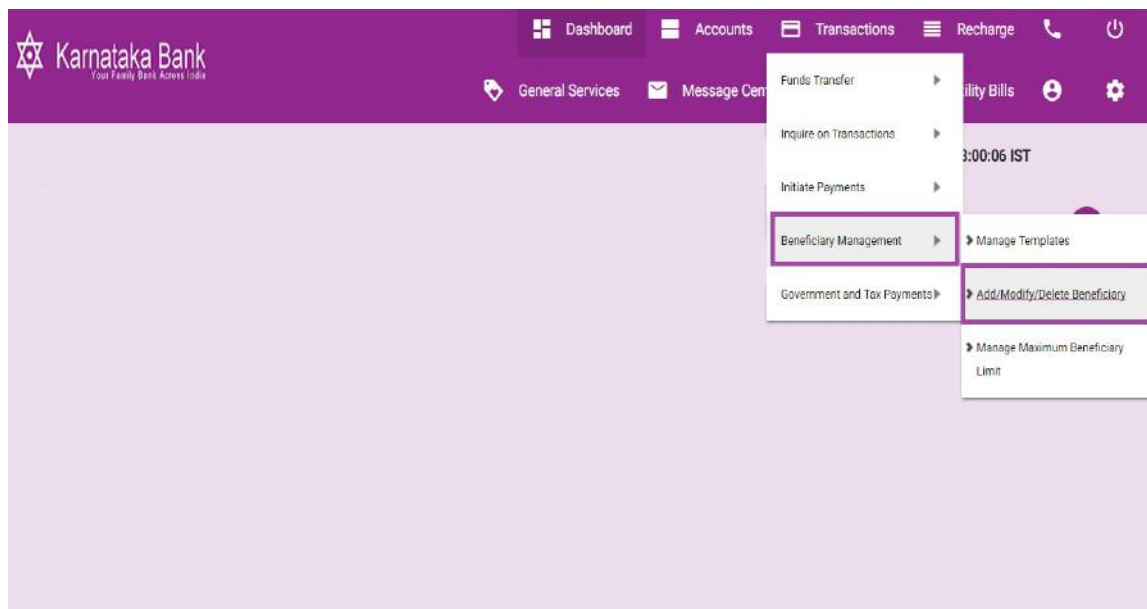 Dashboard
Accounts
Transactions
Recharge
Karnataka Bank
Your Family Bank Across India
General Services
Message Cen
ility Bills
Funds Transfer
Inquire on Transactions
:00:06 IST
Initiate Payments
Beneficiary Management
Manage Templates
Government and Tax Payments
Add/Modify/Delete Beneficiary
Manage Maximum Beneficiary
Limit